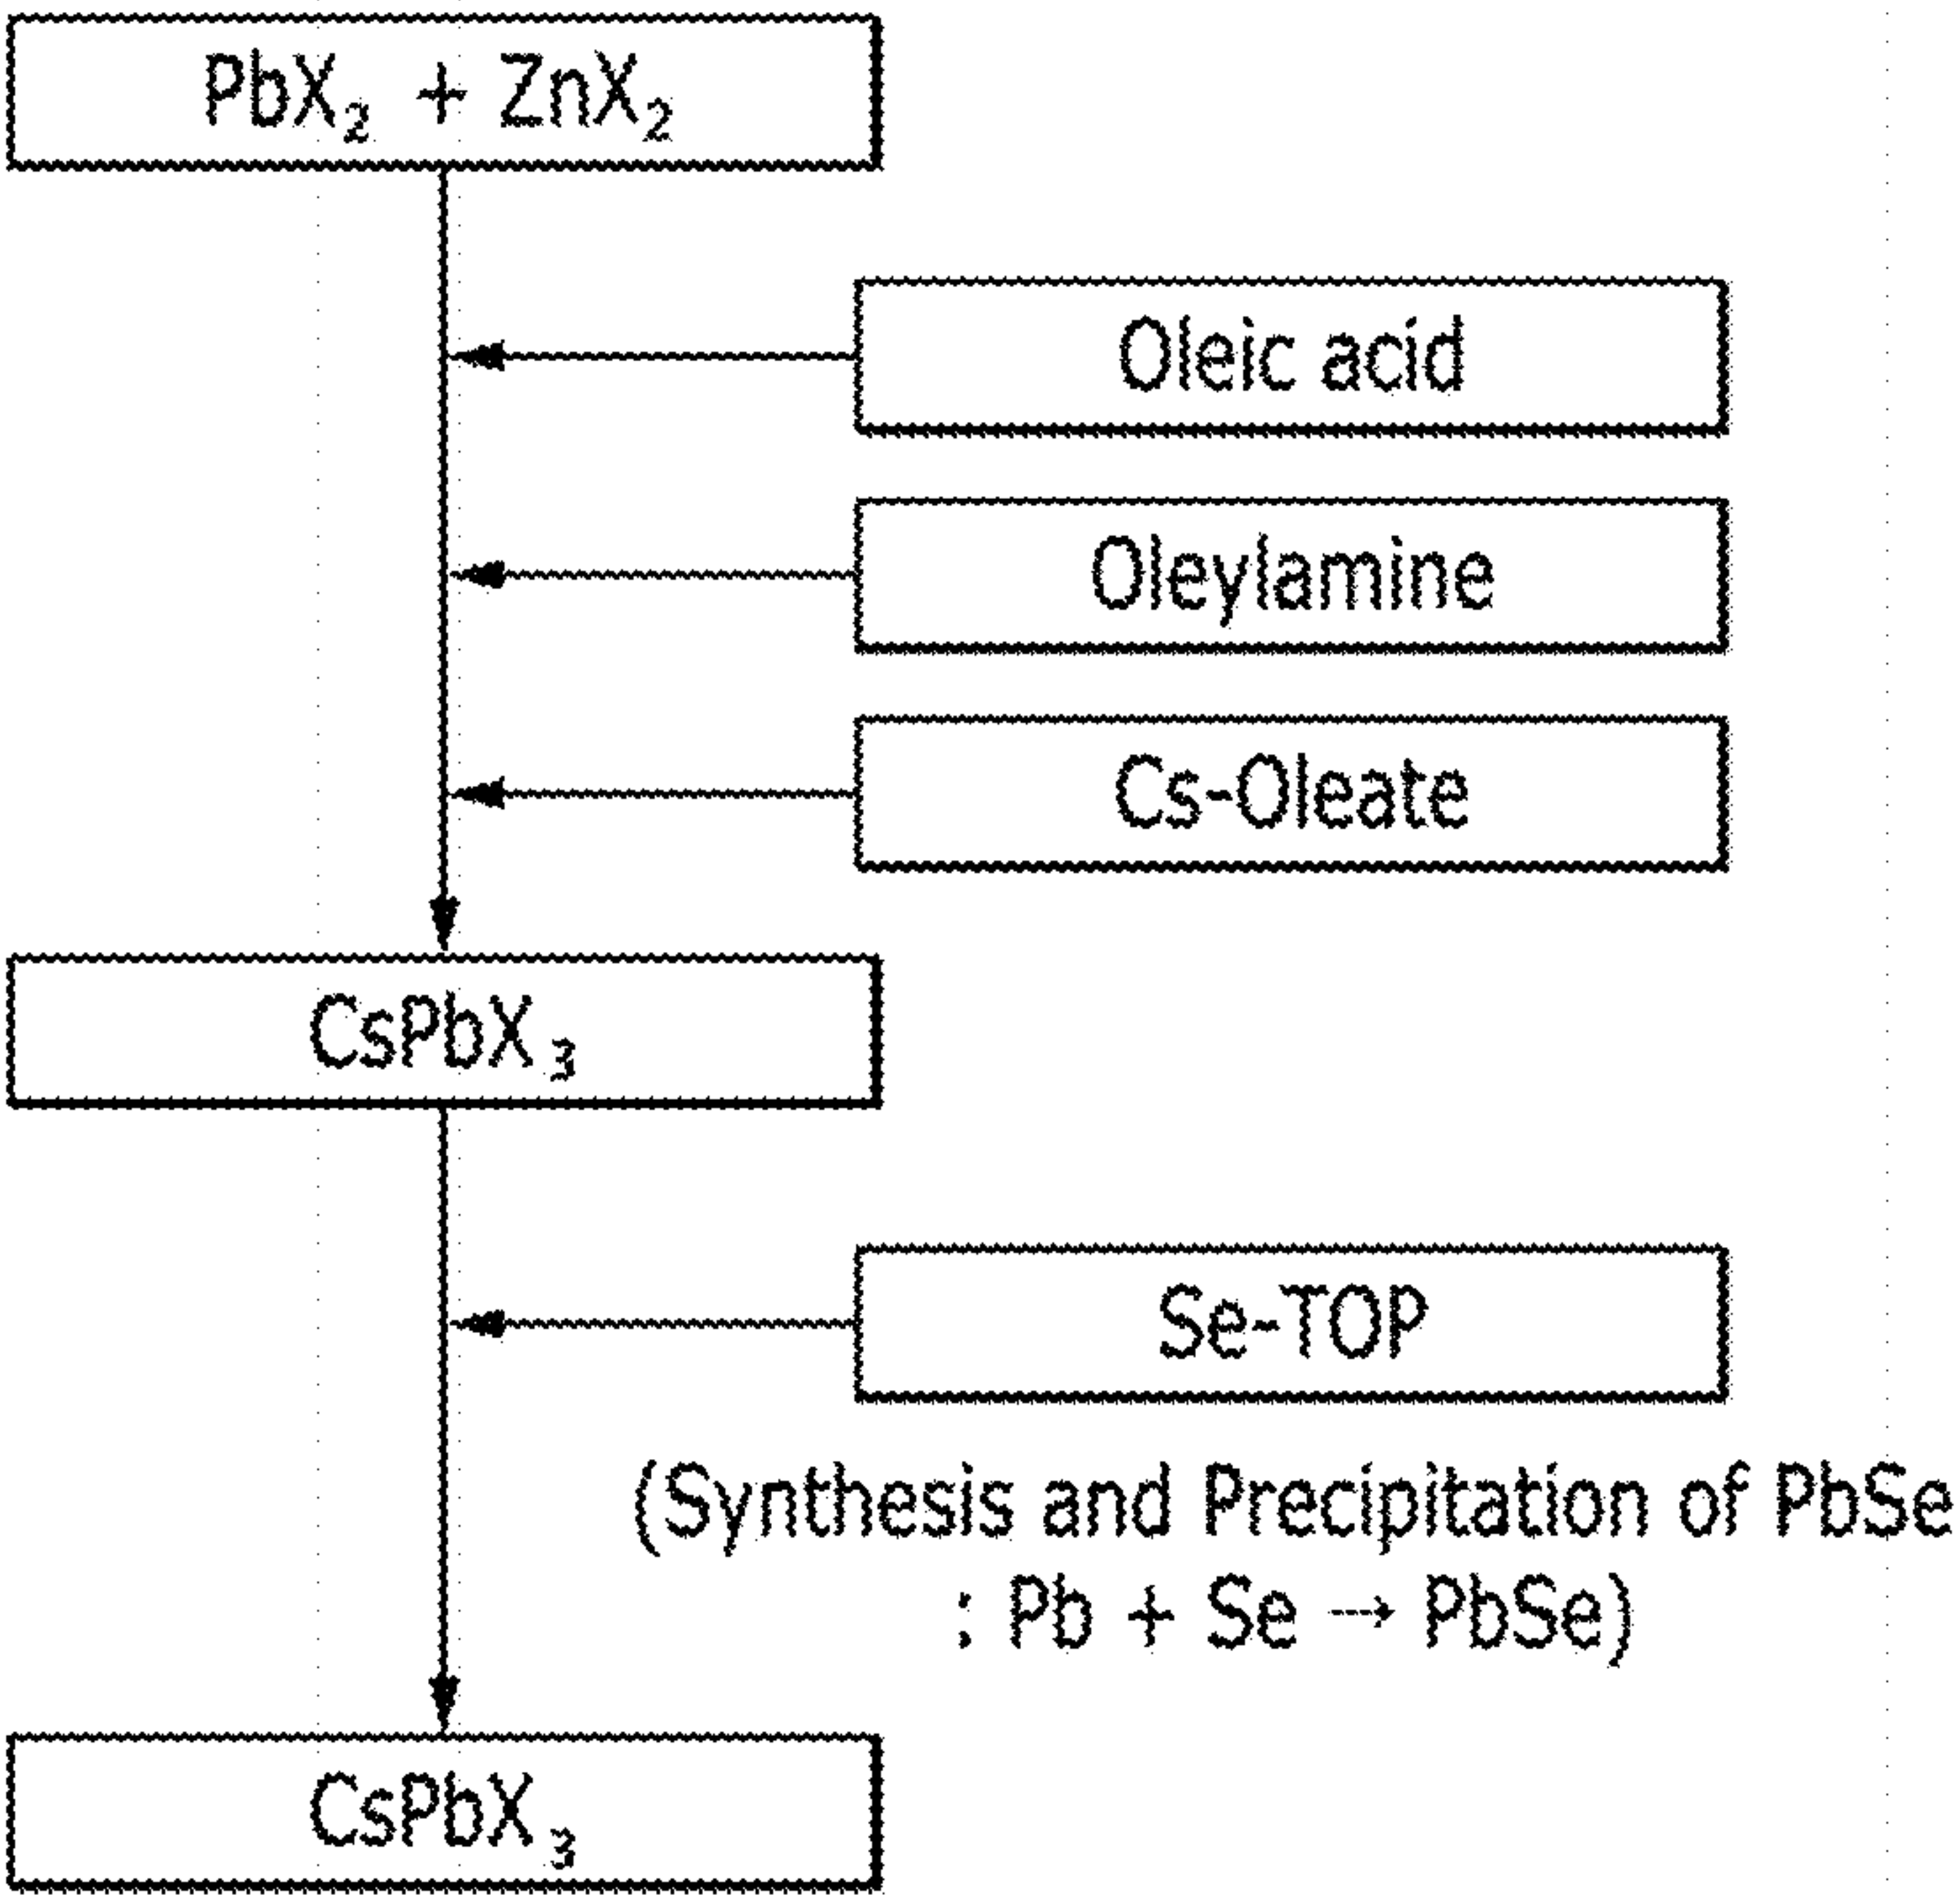 PbX₂ + ZnX₂
Oleic acid
Oleylamine
Cs-Oleate
CsPbX₃
Se-TOP
(Synthesis and Precipitation of PbSe
: Pb + Se → PbSe)
CsPbX₃